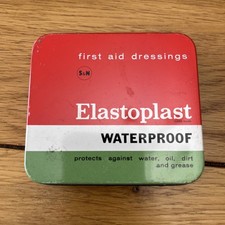 first aid dressings
S&N
Elastoplast
WATERPROOF
protects against water, oil, dirt
and grease